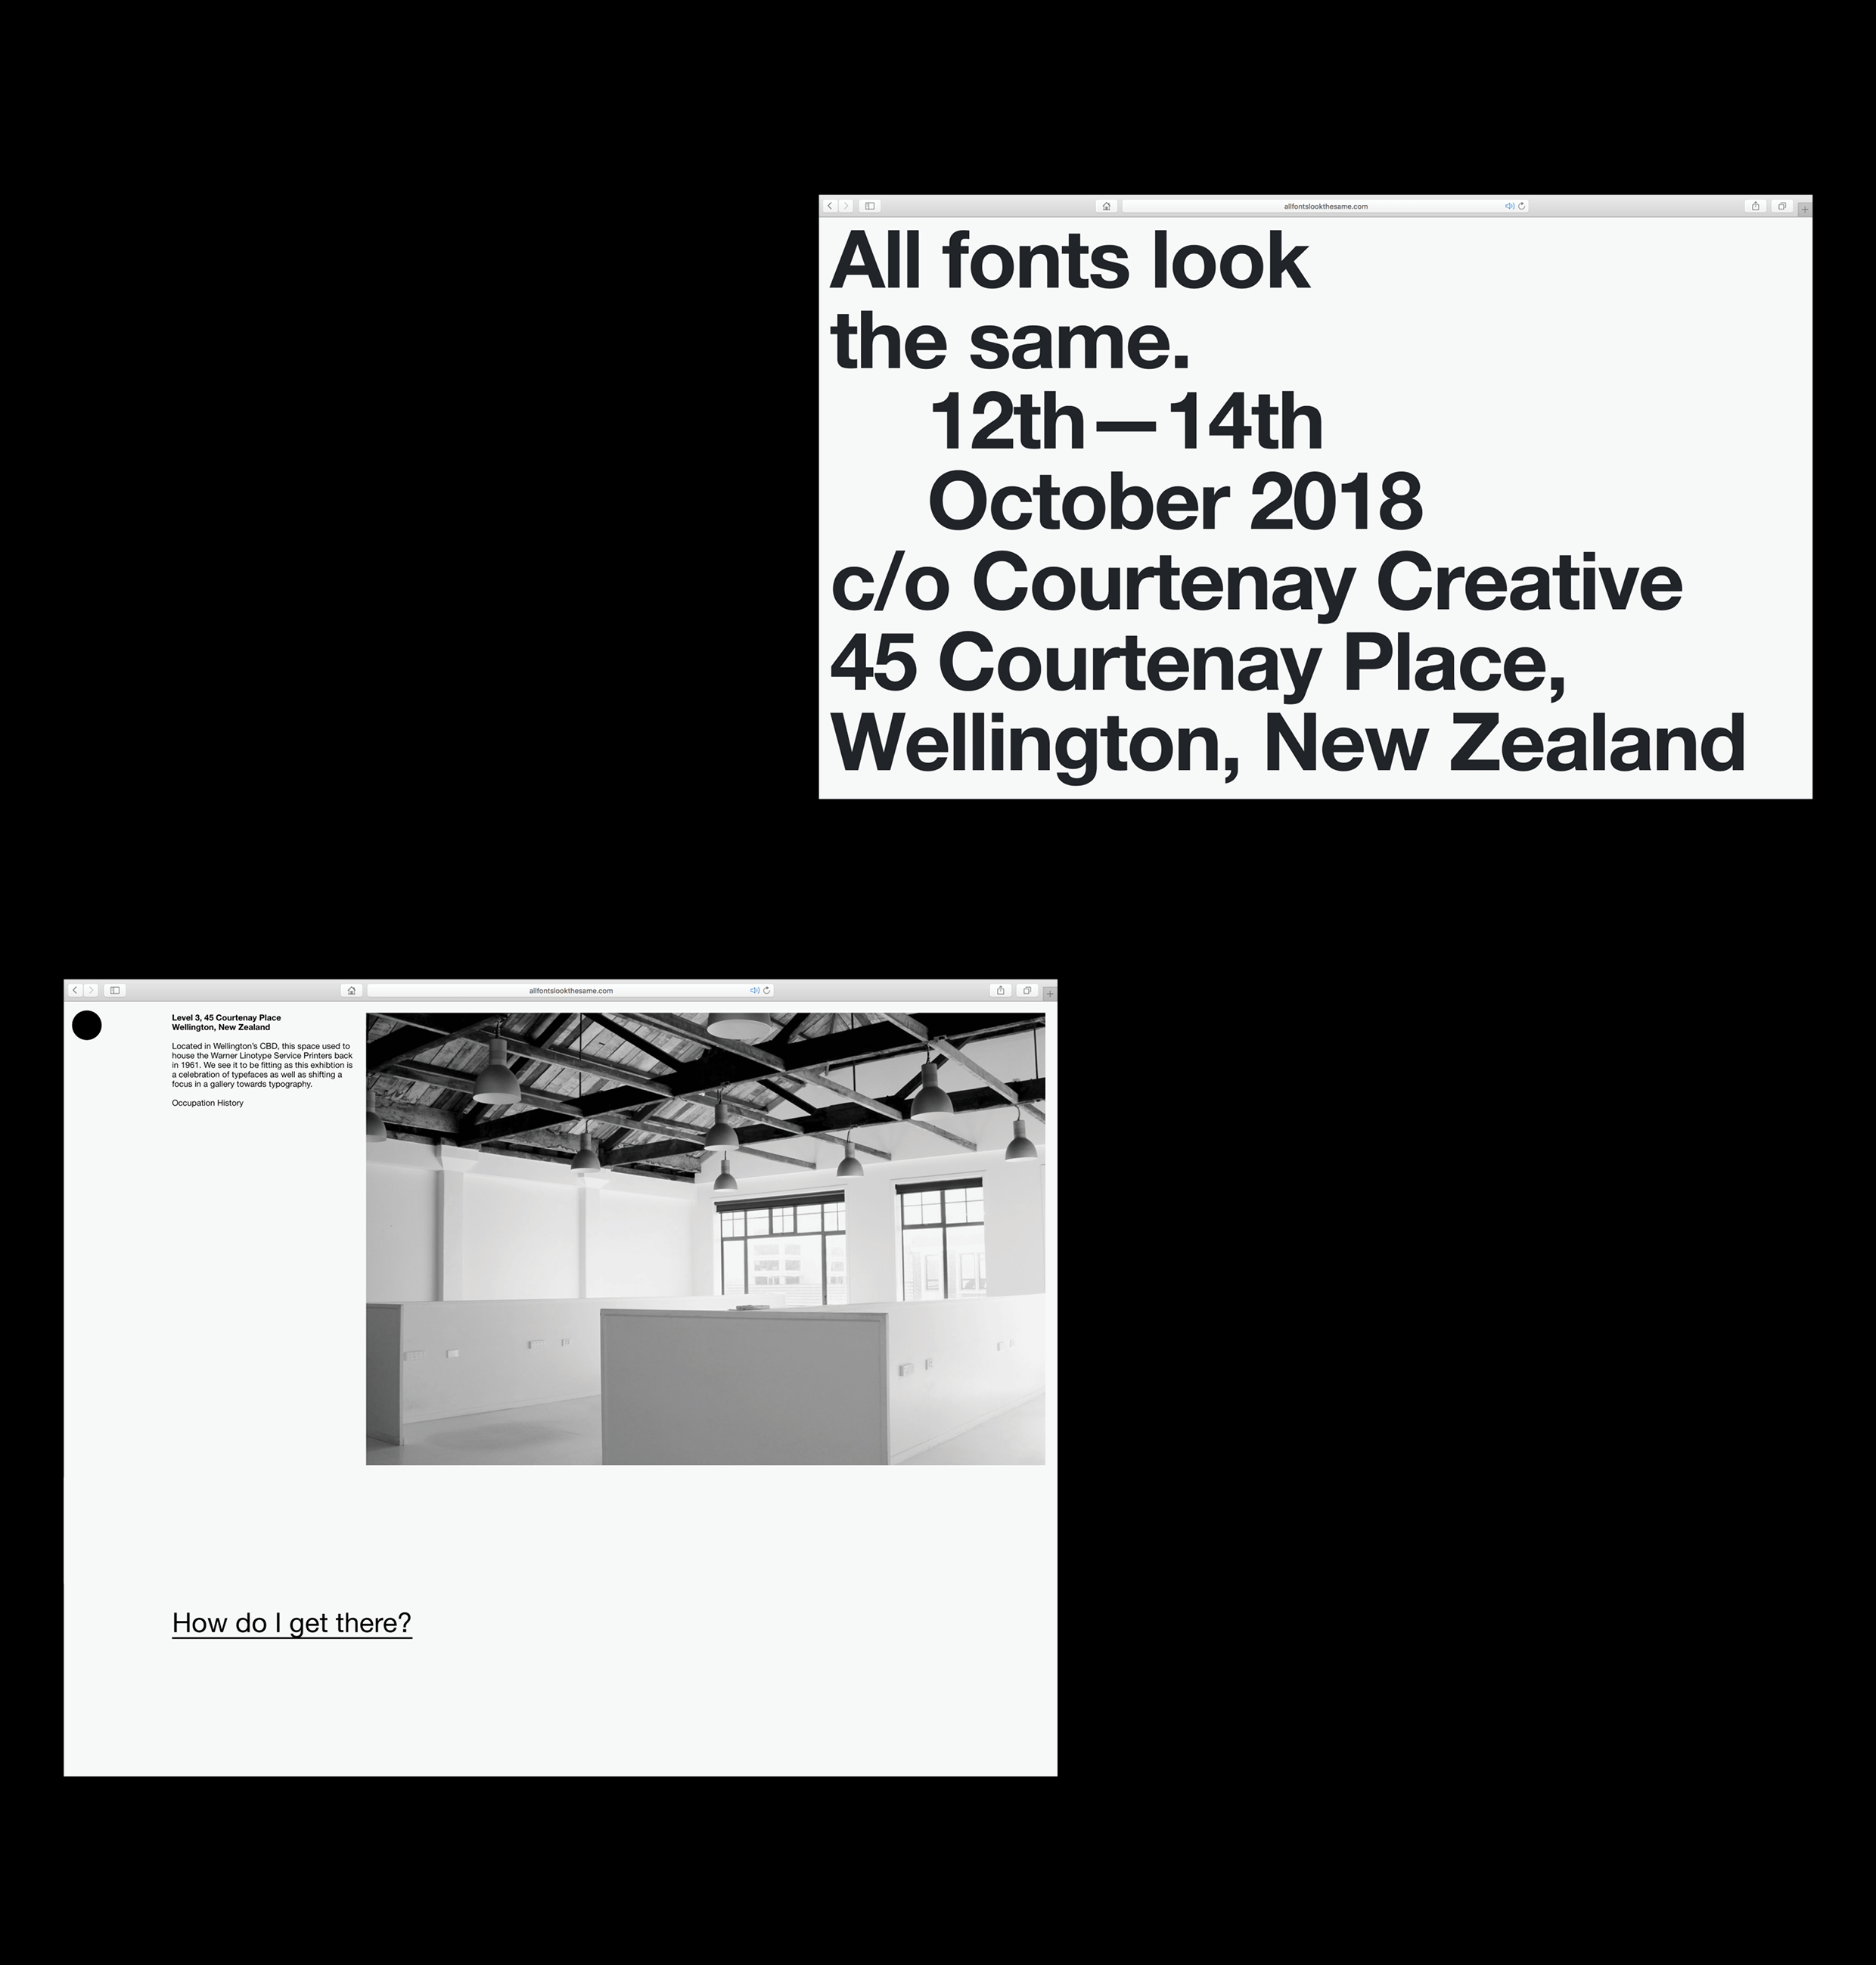 allfontslookthesame.com
All fonts look
the same.
12th—14th
October 2018
c/o Courtenay Creative
45 Courtenay Place,
Wellington, New Zealand
allfontslookthesame.com
Level 3, 45 Courtenay Place
Wellington, New Zealand
Located in Wellington's CBD, this space used to
house the Warner Linotype Service Printers back
in 1961. We see it to be fitting as this exhibtion is
a celebration of typefaces as well as shifting a
focus in a gallery towards typography.
Occupation History
How do I get there?